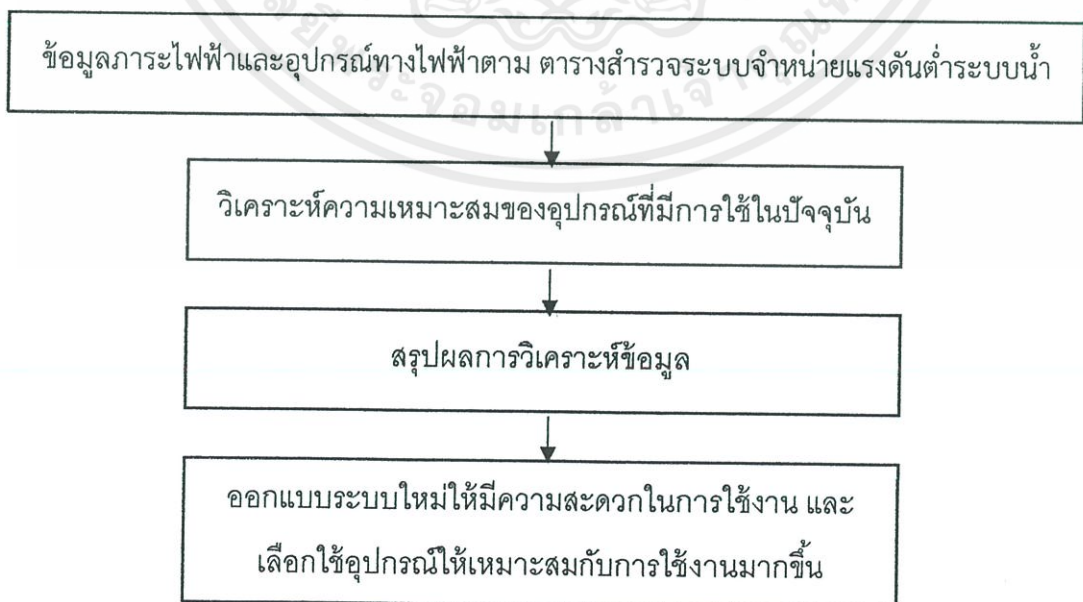 ข้อมูลภาระไฟฟ้าและอุปกรณ์ทางไฟฟ้าตาม ตารางสำรวจระบบจำหน่ายแรงดันต่ำระบบน้ำ
วิเคราะห์ความเหมาะสมของอุปกรณ์ที่มีการใช้ในปัจจุบัน
สรุปผลการวิเคราะห์ข้อมูล
ออกแบบระบบใหม่ให้มีความสะดวกในการใช้งาน และ
เลือกใช้อุปกรณ์ให้เหมาะสมกับการใช้งานมากขึ้น